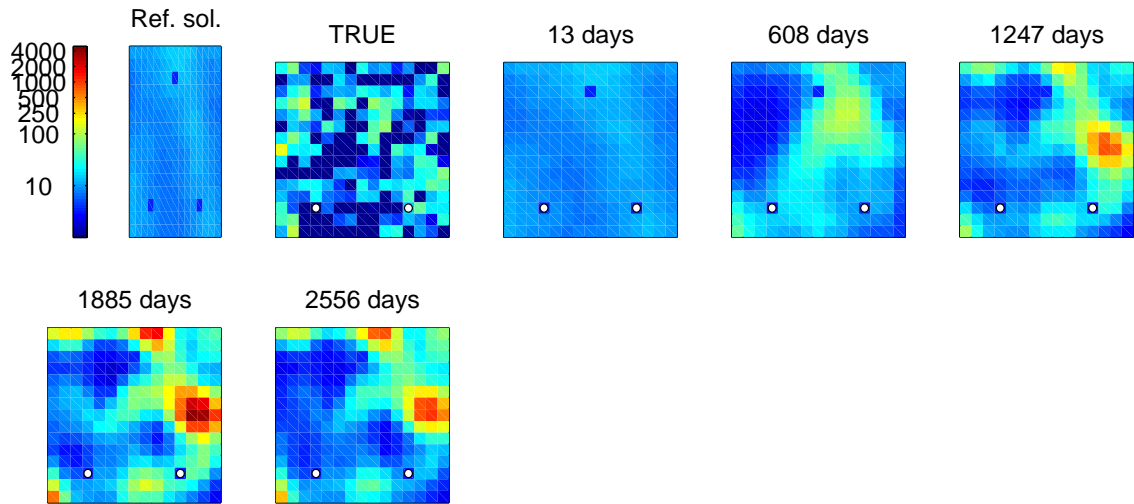 Ref. sol.
TRUE
13 days
608 days
1247 days
4000
2000
1000
500
250
100
10
1885 days
2556 days